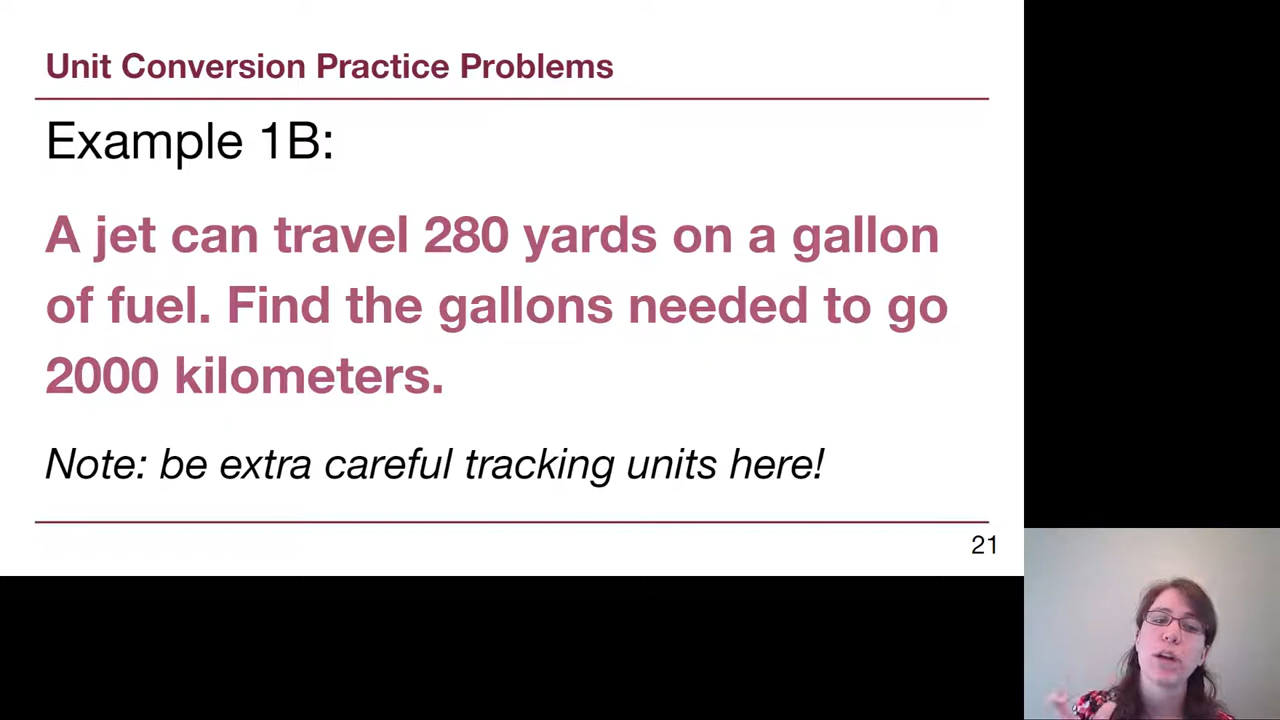 Unit Conversion Practice Problems
Example 1B:
A jet can travel 280 yards on a gallon
of fuel. Find the gallons needed to go
2000 kilometers.
Note: be extra careful tracking units here!
21